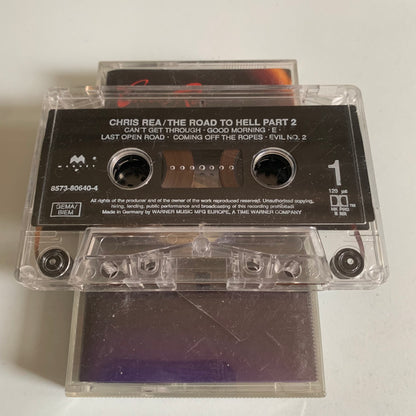 CHRIS REA/THE ROAD TO HELL PART 2
CAN'T GET THROUGH · GOOD MORNING · E ·
LAST OPEN ROAD · COMING OFF THE ROPES · EVIL NO. 2
8573-80640-4
1
GEMA/
BIEM
All rights of the producer and of the owner of the work reproduced reserved. Unauthorised copying,
hiring, lending, public performance and broadcasting of this recording prohibited.
Made in Germany by WARNER MUSIC MFG EUROPE, A TIME WARNER COMPANY
120 µs
HX PRO
B NR